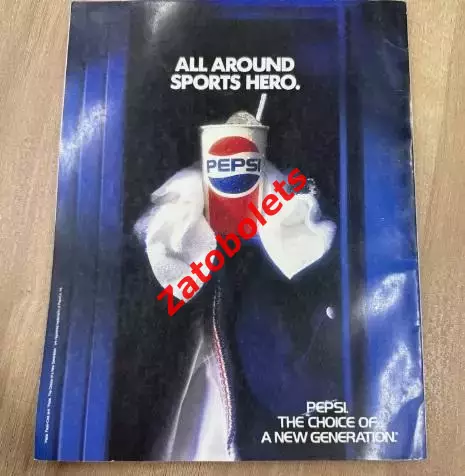 ALL AROUND
SPORTS HERO.
PEPSI
Zatobolets
PEPSI.
THE CHOICE OF
A NEW GENERATION.